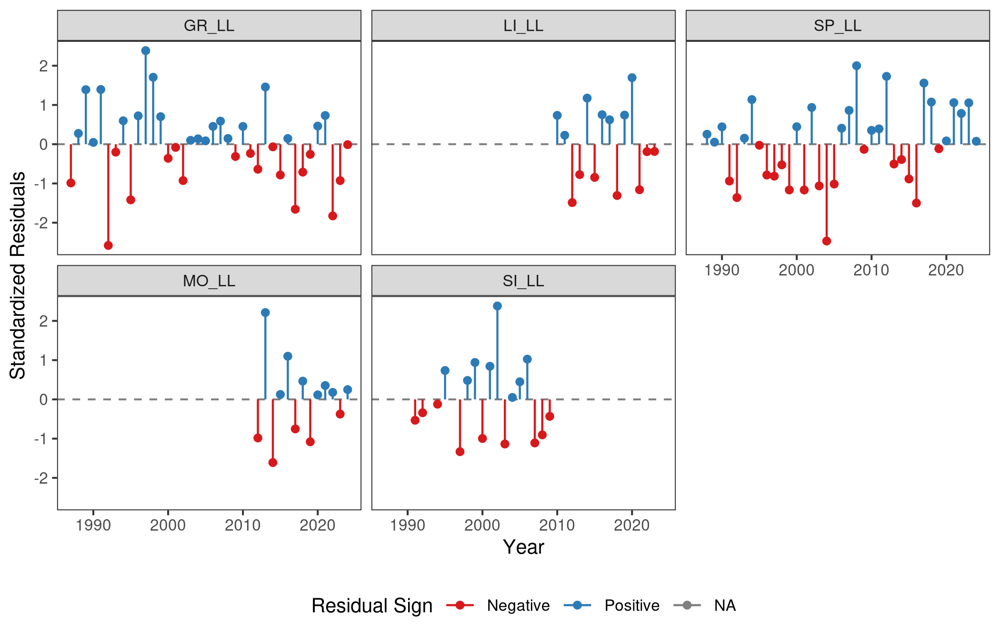 GR_LL
LI_LL
SP_LL
2
1
0
-1
-2
1990 2000 2010 2020
MO_LL
SI_LL
2
1
0
-1
-2
1990 2000 2010 2020
1990 2000 2010 2020
Standardized Residuals
Year
Residual Sign Negative Positive NA